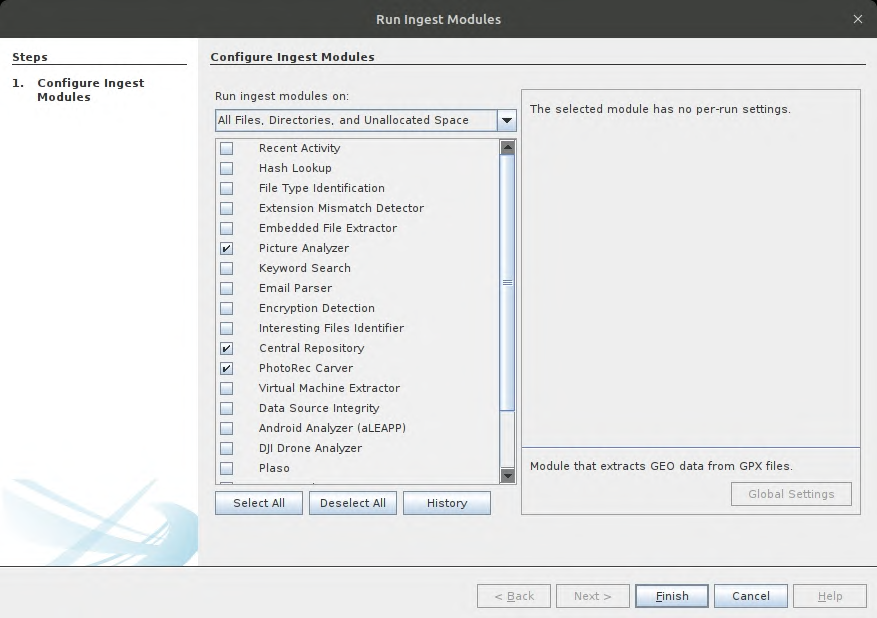 Run Ingest Modules
Steps
1. Configure Ingest
Modules
Configure Ingest Modules
Run ingest modules on:
All Files, Directories, and Unallocated Space
Recent Activity
Hash Lookup
File Type Identification
Extension Mismatch Detector
Embedded File Extractor
Picture Analyzer
Keyword Search
Email Parser
Encryption Detection
Interesting Files Identifier
Central Repository
PhotoRec Carver
Virtual Machine Extractor
Data Source Integrity
Android Analyzer (aLEAPP)
DJI Drone Analyzer
Plaso
Select All
Deselect All
History
The selected module has no per-run settings.
Module that extracts GEO data from GPX files.
Global Settings
< Back
Next >
Finish
Cancel
Help